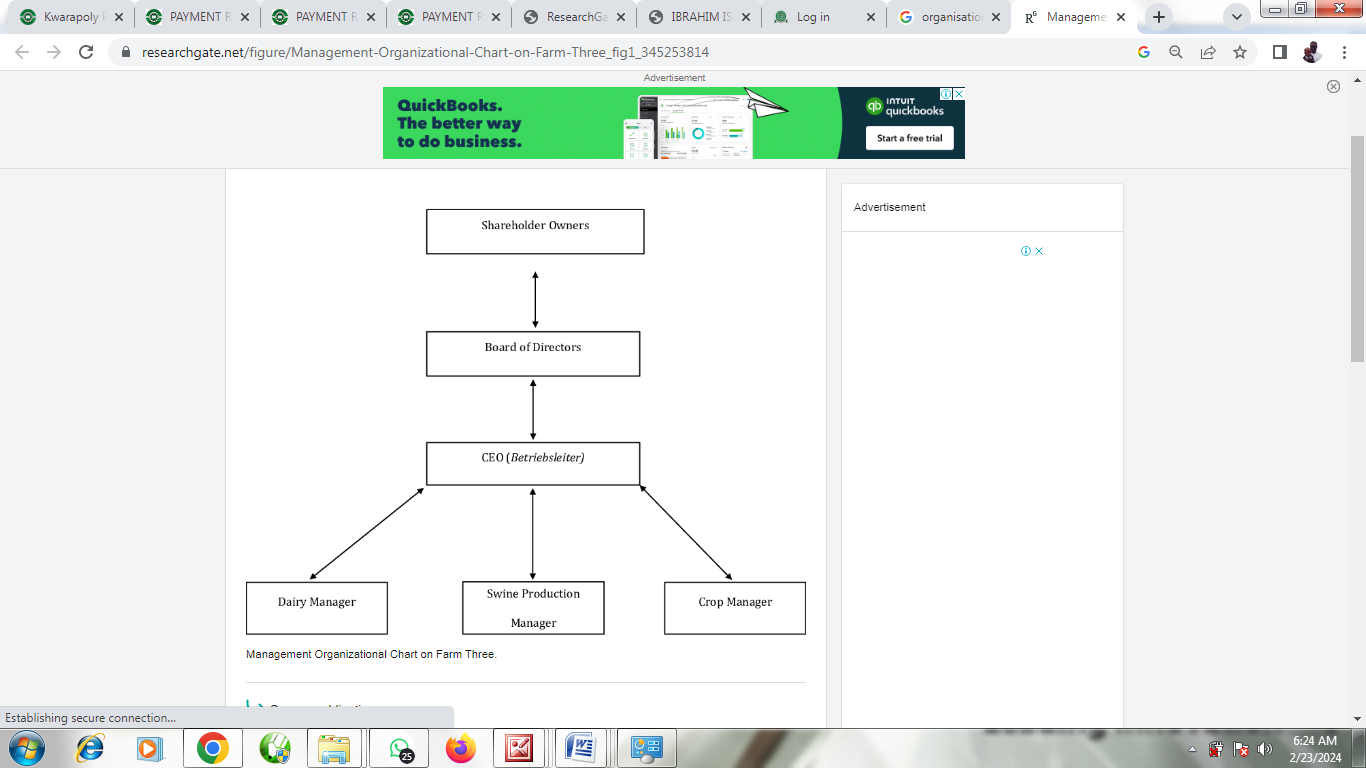 Kwarapoly P
PAYMENT R
PAYMENT R
PAYMENT R
ResearchGa
IBRAHIM IS
Log in
organisation
R⁶ Manageme
researchgate.net/figure/Management-Organizational-Chart-on-Farm-Three_fig1_345253814
Advertisement
QuickBooks.
The better way
to do business.
INTUIT
quickbooks
Start a free trial
Shareholder Owners
Board of Directors
CEO (Betriebsleiter)
Dairy Manager
Swine Production
Manager
Crop Manager
Management Organizational Chart on Farm Three.
Advertisement
Establishing secure connection...
25
6:24 AM
2/23/2024